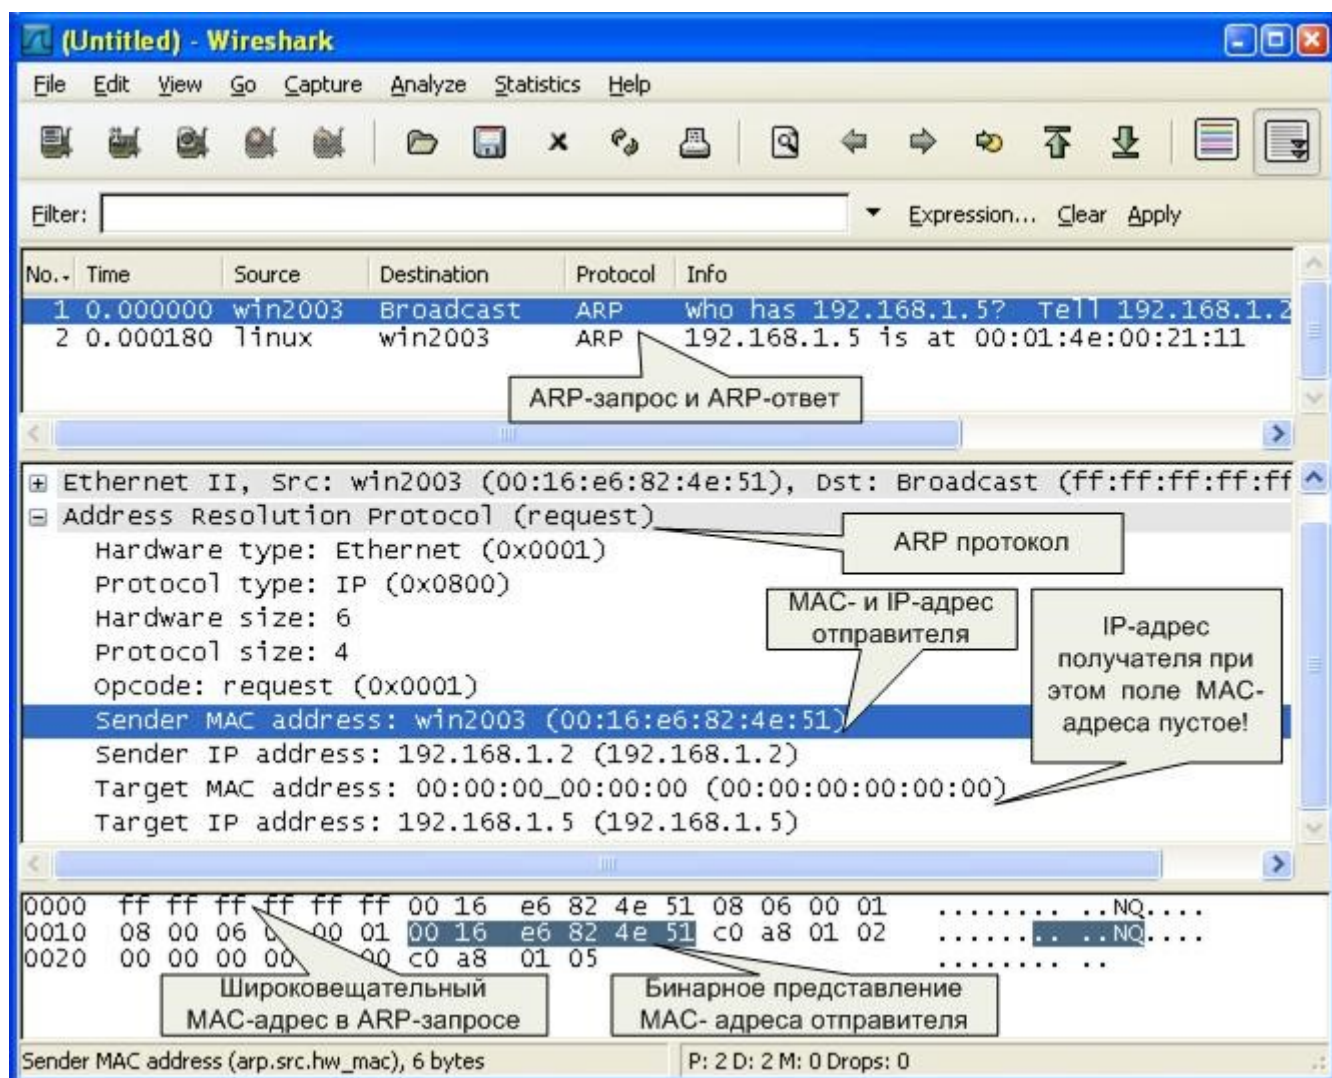 (Untitled) - Wireshark
File Edit View Go Capture Analyze Statistics Help
Filter: Expression... Clear Apply
No. Time Source Destination Protocol Info
1 0.000000 win2003 Broadcast ARP Who has 192.168.1.5? Tell 192.168.1.2
2 0.000180 linux win2003 ARP 192.168.1.5 is at 00:01:4e:00:21:11
ARP-запрос и ARP-ответ
Ethernet II, Src: win2003 (00:16:e6:82:4e:51), Dst: Broadcast (ff:ff:ff:ff:ff
Address Resolution Protocol (request)
ARP протокол
Hardware type: Ethernet (0x0001)
Protocol type: IP (0x0800)
Hardware size: 6
Protocol size: 4
Opcode: request (0x0001)
MAC- и IP-адрес
отправителя
IP-адрес
получателя при
этом поле MAC-
адреса пустое!
Sender MAC address: win2003 (00:16:e6:82:4e:51)
Sender IP address: 192.168.1.2 (192.168.1.2)
Target MAC address: 00:00:00_00:00:00 (00:00:00:00:00:00)
Target IP address: 192.168.1.5 (192.168.1.5)
0000 ff ff ff ff ff ff 00 16 e6 82 4e 51 08 06 00 01 ........ ..NQ....
0010 08 00 06 00 01 00 16 e6 82 4e 51 c0 a8 01 02 ........ ..NQ....
0020 00 00 00 00 00 c0 a8 01 05 ........ ..
Широковещательный
MAC-адрес в ARP-запросе
Бинарное представление
MAC- адреса отправителя
Sender MAC address (arp.src.hw_mac), 6 bytes P: 2 D: 2 M: 0 Drops: 0